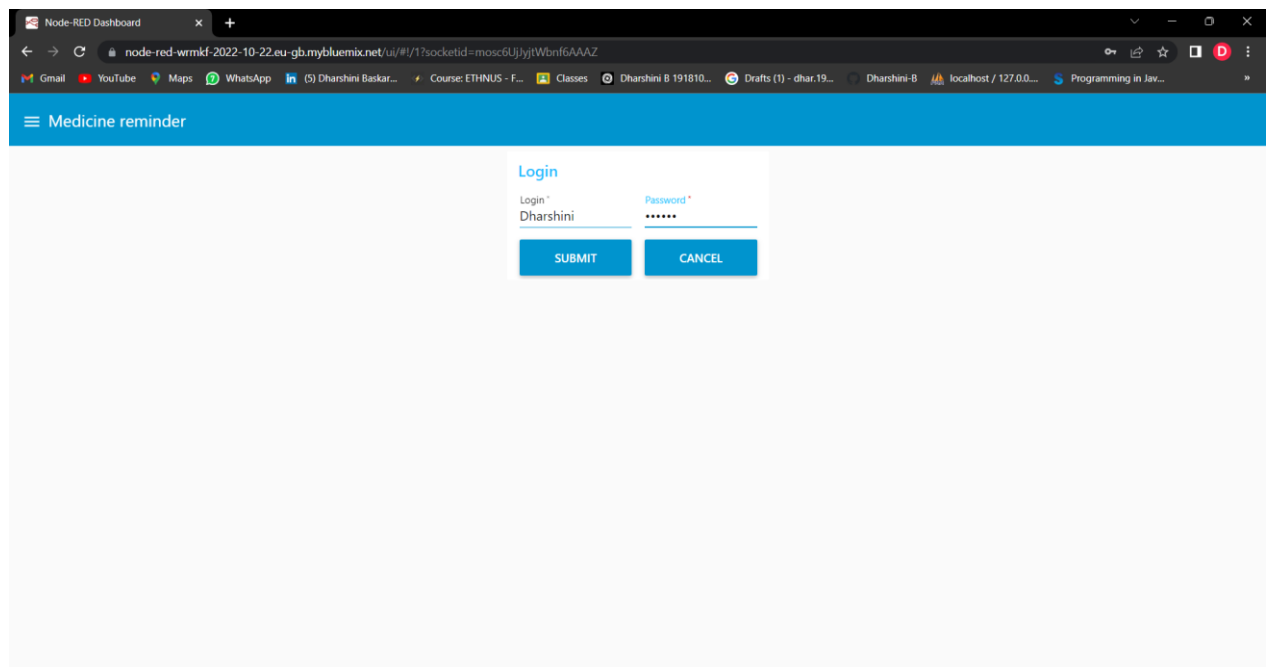 Node-RED Dashboard
node-red-wrmkf-2022-10-22.eu-gb.mybluemix.net/ui/#!/1?socketid=mosc6UjJyjtWbnf6AAAZ
Gmail YouTube Maps WhatsApp (5) Dharshini Baskar... Course: ETHNUS - F... Classes Dharshini B 191810... Drafts (1) - dhar.19... Dharshini-B localhost / 127.0.0.... Programming in Jav... »
Medicine reminder
Login
Login * Password *
Dharshini ••••••
SUBMIT CANCEL